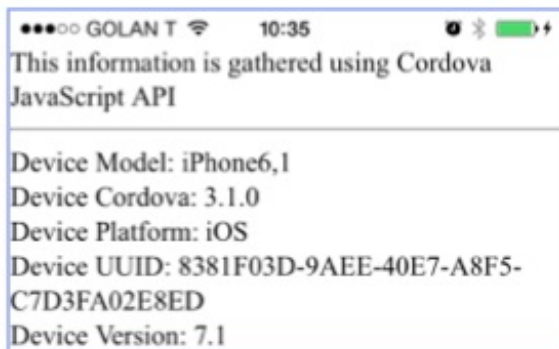 GOLAN T 10:35
This information is gathered using Cordova
JavaScript API
Device Model: iPhone6,1
Device Cordova: 3.1.0
Device Platform: iOS
Device UUID: 8381F03D-9AEE-40E7-A8F5-
C7D3FA02E8ED
Device Version: 7.1